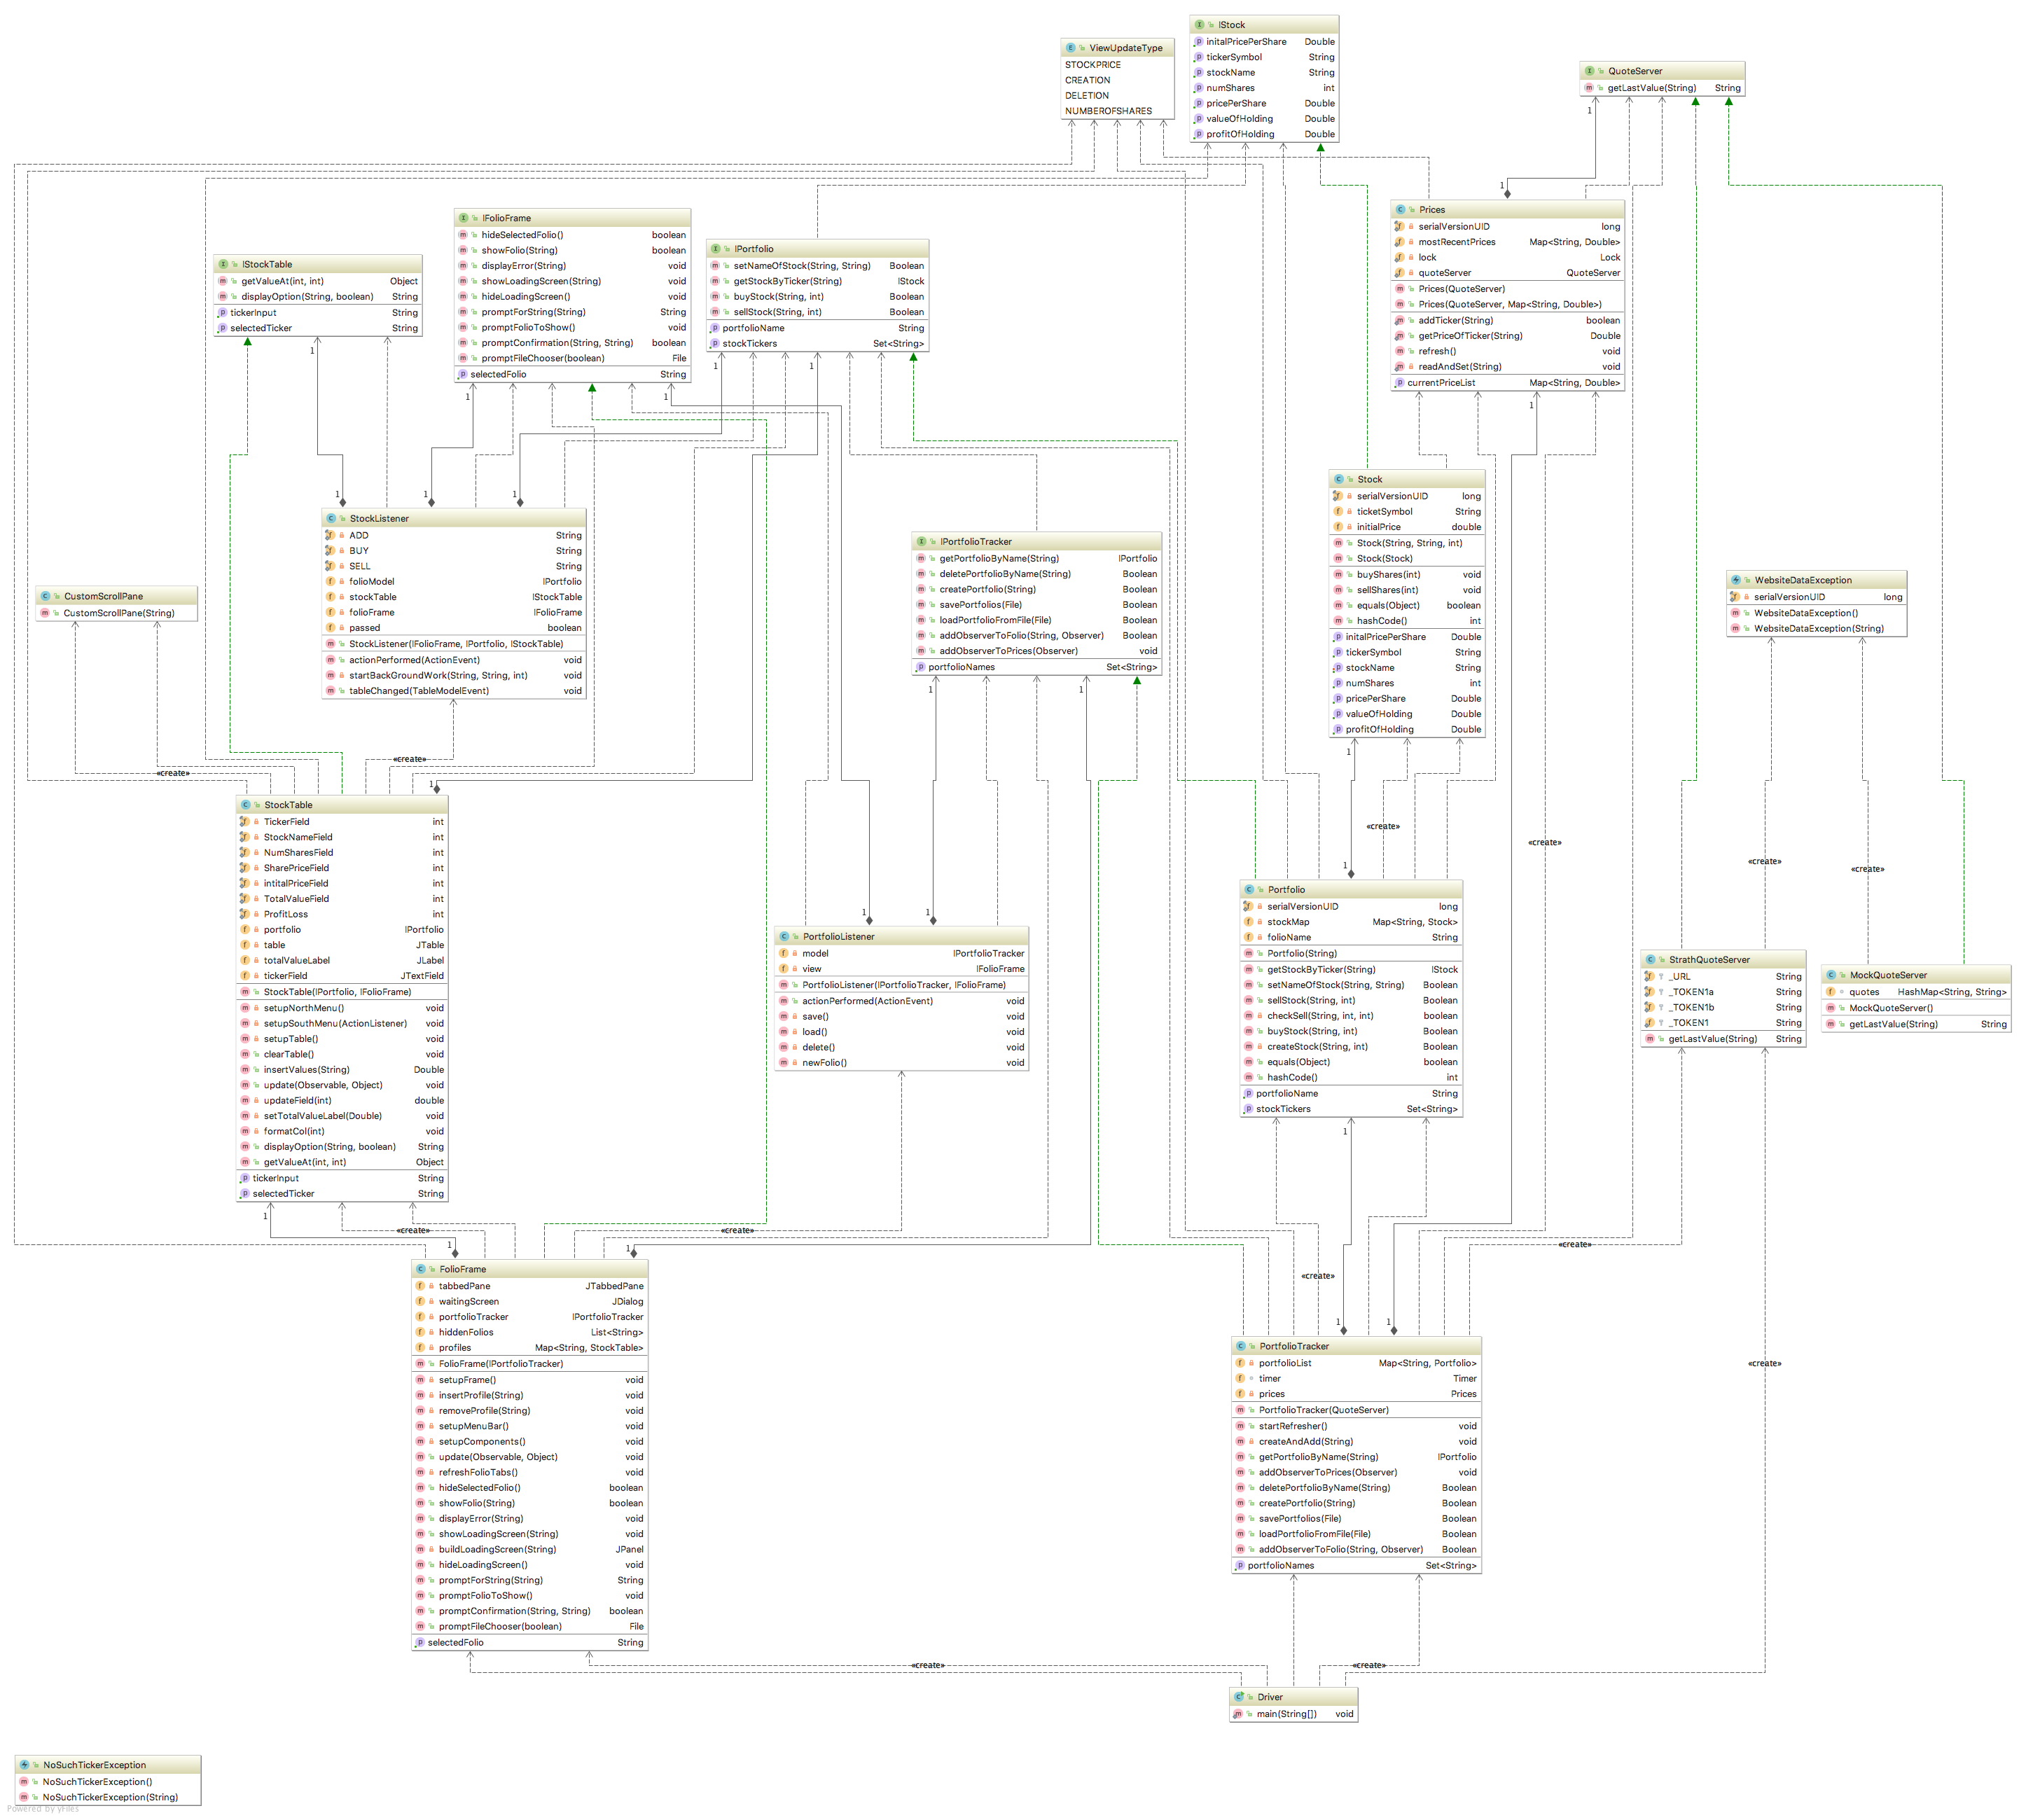 IStock
initalPricePerShare Double
tickerSymbol String
stockName String
numShares int
pricePerShare Double
valueOfHolding Double
profitOfHolding Double
ViewUpdateType
STOCKPRICE
CREATION
DELETION
NUMBEROFSHARES
QuoteServer
getLastValue(String) String
1
1
Prices
serialVersionUID long
mostRecentPrices Map<String, Double>
lock Lock
quoteServer QuoteServer
Prices(QuoteServer)
Prices(QuoteServer, Map<String, Double>)
addTicker(String) boolean
getPriceOfTicker(String) Double
refresh() void
readAndSet(String) void
currentPriceList Map<String, Double>
1
IFolioFrame
hideSelectedFolio() boolean
showFolio(String) boolean
displayError(String) void
showLoadingScreen(String) void
hideLoadingScreen() void
promptForString(String) String
promptFolioToShow() void
promptConfirmation(String, String) boolean
promptFileChooser(boolean) File
selectedFolio String
1
1
IPortfolio
setNameOfStock(String, String) Boolean
getStockByTicker(String) IStock
buyStock(String, int) Boolean
sellStock(String, int) Boolean
portfolioName String
stockTickers Set<String>
1
1
IStockTable
getValueAt(int, int) Object
displayOption(String, boolean) String
tickerInput String
selectedTicker String
1
1
1
1
StockListener
ADD String
BUY String
SELL String
folioModel IPortfolio
stockTable IStockTable
folioFrame IFolioFrame
passed boolean
StockListener(IFolioFrame, IPortfolio, IStockTable)
actionPerformed(ActionEvent) void
startBackGroundWork(String, String, int) void
tableChanged(TableModelEvent) void
Stock
serialVersionUID long
ticketSymbol String
initialPrice double
Stock(String, String, int)
Stock(Stock)
buyShares(int) void
sellShares(int) void
equals(Object) boolean
hashCode() int
initalPricePerShare Double
tickerSymbol String
stockName String
numShares int
pricePerShare Double
valueOfHolding Double
profitOfHolding Double
1
IPortfolioTracker
getPortfolioByName(String) IPortfolio
deletePortfolioByName(String) Boolean
createPortfolio(String) Boolean
savePortfolios(File) Boolean
loadPortfolioFromFile(File) Boolean
addObserverToFolio(String, Observer) Boolean
addObserverToPrices(Observer) void
portfolioNames Set<String>
1
1
WebsiteDataException
serialVersionUID long
WebsiteDataException()
WebsiteDataException(String)
CustomScrollPane
CustomScrollPane(String)
«create»
«create»
1
StockTable
TickerField int
StockNameField int
NumSharesField int
SharePriceField int
intitalPriceField int
TotalValueField int
ProfitLoss int
portfolio IPortfolio
table JTable
totalValueLabel JLabel
tickerField JTextField
StockTable(IPortfolio, IFolioFrame)
setupNorthMenu() void
setupSouthMenu(ActionListener) void
setupTable() void
clearTable() void
insertValues(String) Double
update(Observable, Object) void
updateField(int) double
setTotalValueLabel(Double) void
formatCol(int) void
displayOption(String, boolean) String
getValueAt(int, int) Object
tickerInput String
selectedTicker String
1
«create»
«create»
«create»
«create»
1
Portfolio
serialVersionUID long
stockMap Map<String, Stock>
folioName String
Portfolio(String)
getStockByTicker(String) IStock
setNameOfStock(String, String) Boolean
sellStock(String, int) Boolean
checkSell(String, int, int) boolean
buyStock(String, int) Boolean
createStock(String, int) Boolean
equals(Object) boolean
hashCode() int
portfolioName String
stockTickers Set<String>
1
1
1
PortfolioListener
model IPortfolioTracker
view IFolioFrame
PortfolioListener(IPortfolioTracker, IFolioFrame)
actionPerformed(ActionEvent) void
save() void
load() void
delete() void
newFolio() void
StrathQuoteServer
_URL String
_TOKEN1a String
_TOKEN1b String
_TOKEN1 String
getLastValue(String) String
MockQuoteServer
quotes HashMap<String, String>
MockQuoteServer()
getLastValue(String) String
«create»
«create»
«create»
«create»
1
1
FolioFrame
tabbedPane JTabbedPane
waitingScreen JDialog
portfolioTracker IPortfolioTracker
hiddenFolios List<String>
profiles Map<String, StockTable>
FolioFrame(IPortfolioTracker)
setupFrame() void
insertProfile(String) void
removeProfile(String) void
setupMenuBar() void
setupComponents() void
update(Observable, Object) void
refreshFolioTabs() void
hideSelectedFolio() boolean
showFolio(String) boolean
displayError(String) void
showLoadingScreen(String) void
buildLoadingScreen(String) JPanel
hideLoadingScreen() void
promptForString(String) String
promptFolioToShow() void
promptConfirmation(String, String) boolean
promptFileChooser(boolean) File
selectedFolio String
1
1
PortfolioTracker
portfolioList Map<String, Portfolio>
timer Timer
prices Prices
PortfolioTracker(QuoteServer)
startRefresher() void
createAndAdd(String) void
getPortfolioByName(String) IPortfolio
addObserverToPrices(Observer) void
deletePortfolioByName(String) Boolean
createPortfolio(String) Boolean
savePortfolios(File) Boolean
loadPortfolioFromFile(File) Boolean
addObserverToFolio(String, Observer) Boolean
portfolioNames Set<String>
«create»
«create»
«create»
Driver
main(String[]) void
NoSuchTickerException
NoSuchTickerException()
NoSuchTickerException(String)
Powered by yFiles